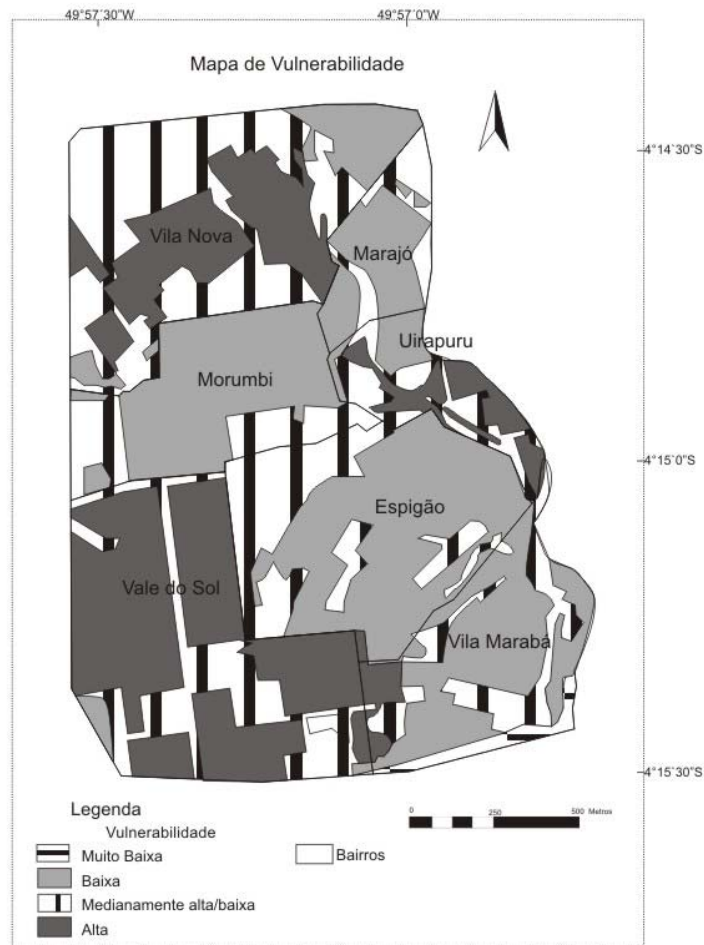 49°57`30"W
49°57`0"W
Mapa de Vulnerabilidade
4°14`30"S
Vila Nova
Marajó
Uirapuru
Morumbi
4°15`0"S
Espigão
Vale do Sol
Vila Marabá
4°15`30"S
Legenda
Vulnerabilidade
Muito Baixa
Baixa
Medianamente alta/baixa
Alta
Bairros
0 250 500 Metros